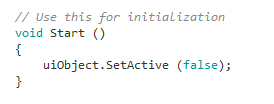 // Use this for initialization
void Start ()
{
uiObject.SetActive (false);
}